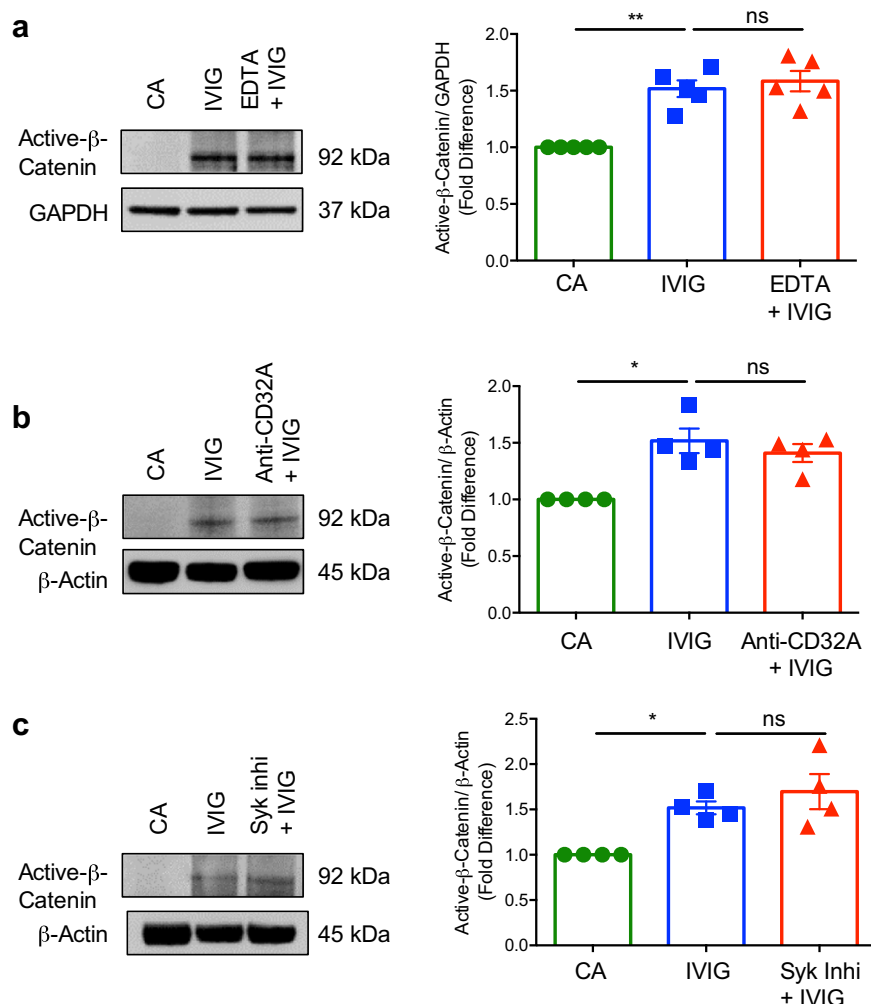 a
CA
IVIG
EDTA
+ IVIG
Active-β-
Catenin
92 kDa
GAPDH
37 kDa
Active-β-Catenin/ GAPDH
(Fold Difference)
2.0
1.5
1.0
0.5
0.0
**
ns
CA
IVIG
EDTA
+ IVIG
b
CA
IVIG
Anti-CD32A
+ IVIG
Active-β-
Catenin
92 kDa
β-Actin
45 kDa
Active-β-Catenin/ β-Actin
(Fold Difference)
2.0
1.5
1.0
0.5
0.0
*
ns
CA
IVIG
Anti-CD32A
+ IVIG
c
CA
IVIG
Syk inhi
+ IVIG
Active-β-
Catenin
92 kDa
β-Actin
45 kDa
Active-β-Catenin/ β-Actin
(Fold Difference)
2.5
2.0
1.5
1.0
0.5
0.0
*
ns
CA
IVIG
Syk Inhi
+ IVIG